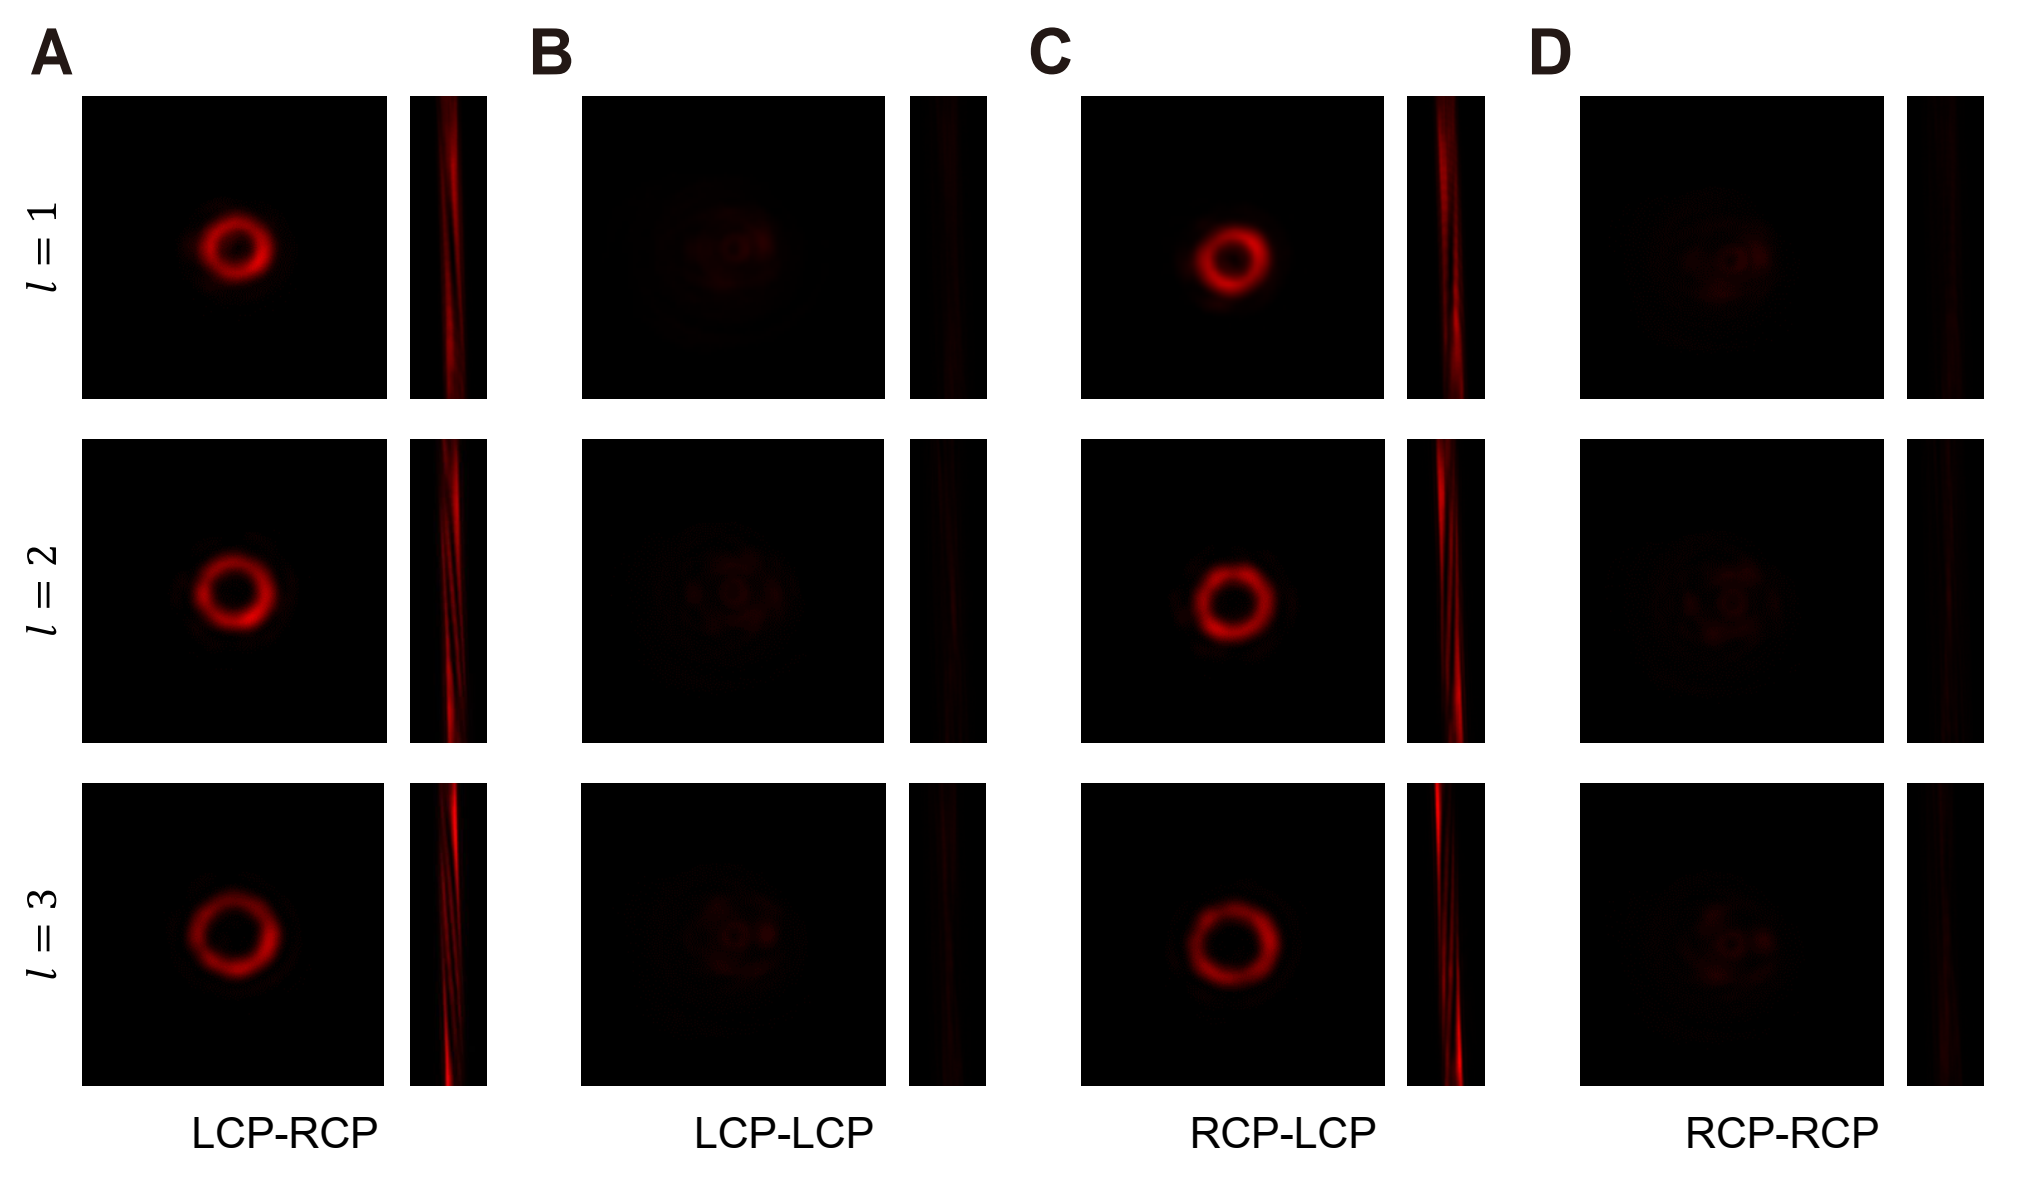 A B C D
l = 1
l = 2
l = 3
LCP-RCP LCP-LCP RCP-LCP RCP-RCP